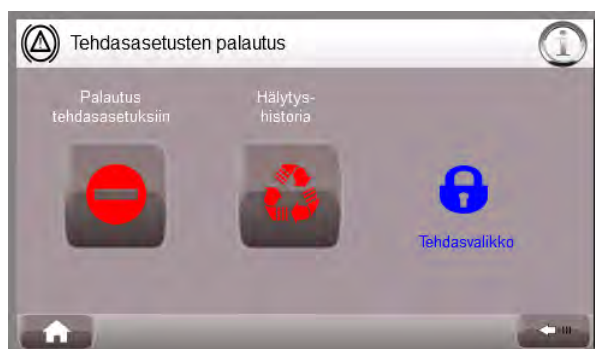 Tehdasasetusten palautus
Palautus
tehdasasetuksiin
Hälytys-
historia
Tehdasvalikko